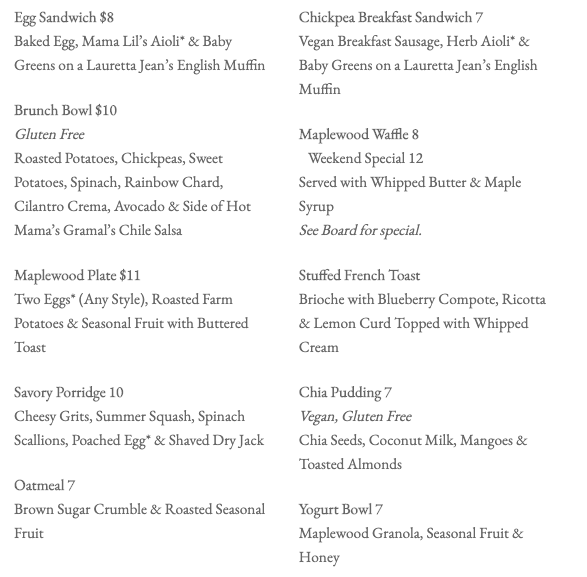 Egg Sandwich $8
Baked Egg, Mama Lil’s Aioli* & Baby
Greens on a Lauretta Jean’s English Muffin
Brunch Bowl $10
Gluten Free
Roasted Potatoes, Chickpeas, Sweet
Potatoes, Spinach, Rainbow Chard,
Cilantro Crema, Avocado & Side of Hot
Mama’s Gramal’s Chile Salsa
Maplewood Plate $11
Two Eggs* (Any Style), Roasted Farm
Potatoes & Seasonal Fruit with Buttered
Toast
Savory Porridge 10
Cheesy Grits, Summer Squash, Spinach
Scallions, Poached Egg* & Shaved Dry Jack
Oatmeal 7
Brown Sugar Crumble & Roasted Seasonal
Fruit
Chickpea Breakfast Sandwich 7
Vegan Breakfast Sausage, Herb Aioli* &
Baby Greens on a Lauretta Jean’s English
Muffin
Maplewood Waffle 8
Weekend Special 12
Served with Whipped Butter & Maple
Syrup
See Board for special.
Stuffed French Toast
Brioche with Blueberry Compote, Ricotta
& Lemon Curd Topped with Whipped
Cream
Chia Pudding 7
Vegan, Gluten Free
Chia Seeds, Coconut Milk, Mangoes &
Toasted Almonds
Yogurt Bowl 7
Maplewood Granola, Seasonal Fruit &
Honey